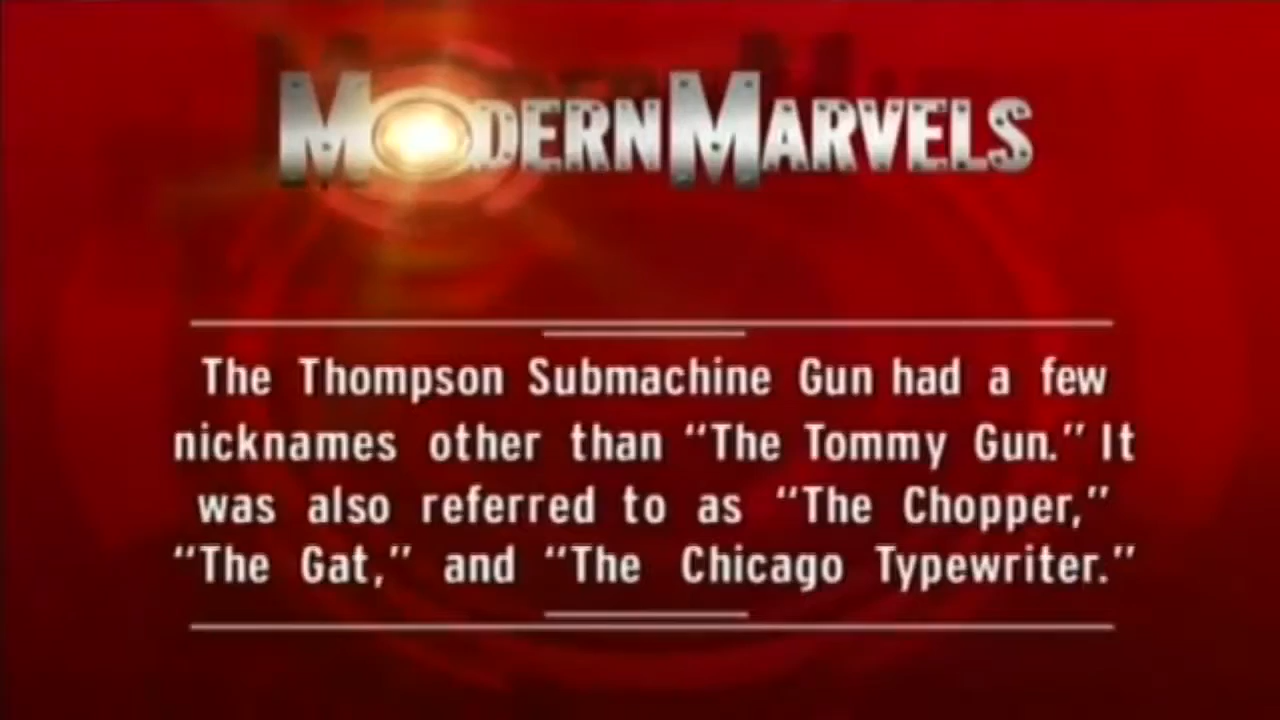 MODERN MARVELS
The Thompson Submachine Gun had a few
nicknames other than “The Tommy Gun.” It
was also referred to as “The Chopper,”
“The Gat,” and “The Chicago Typewriter.”